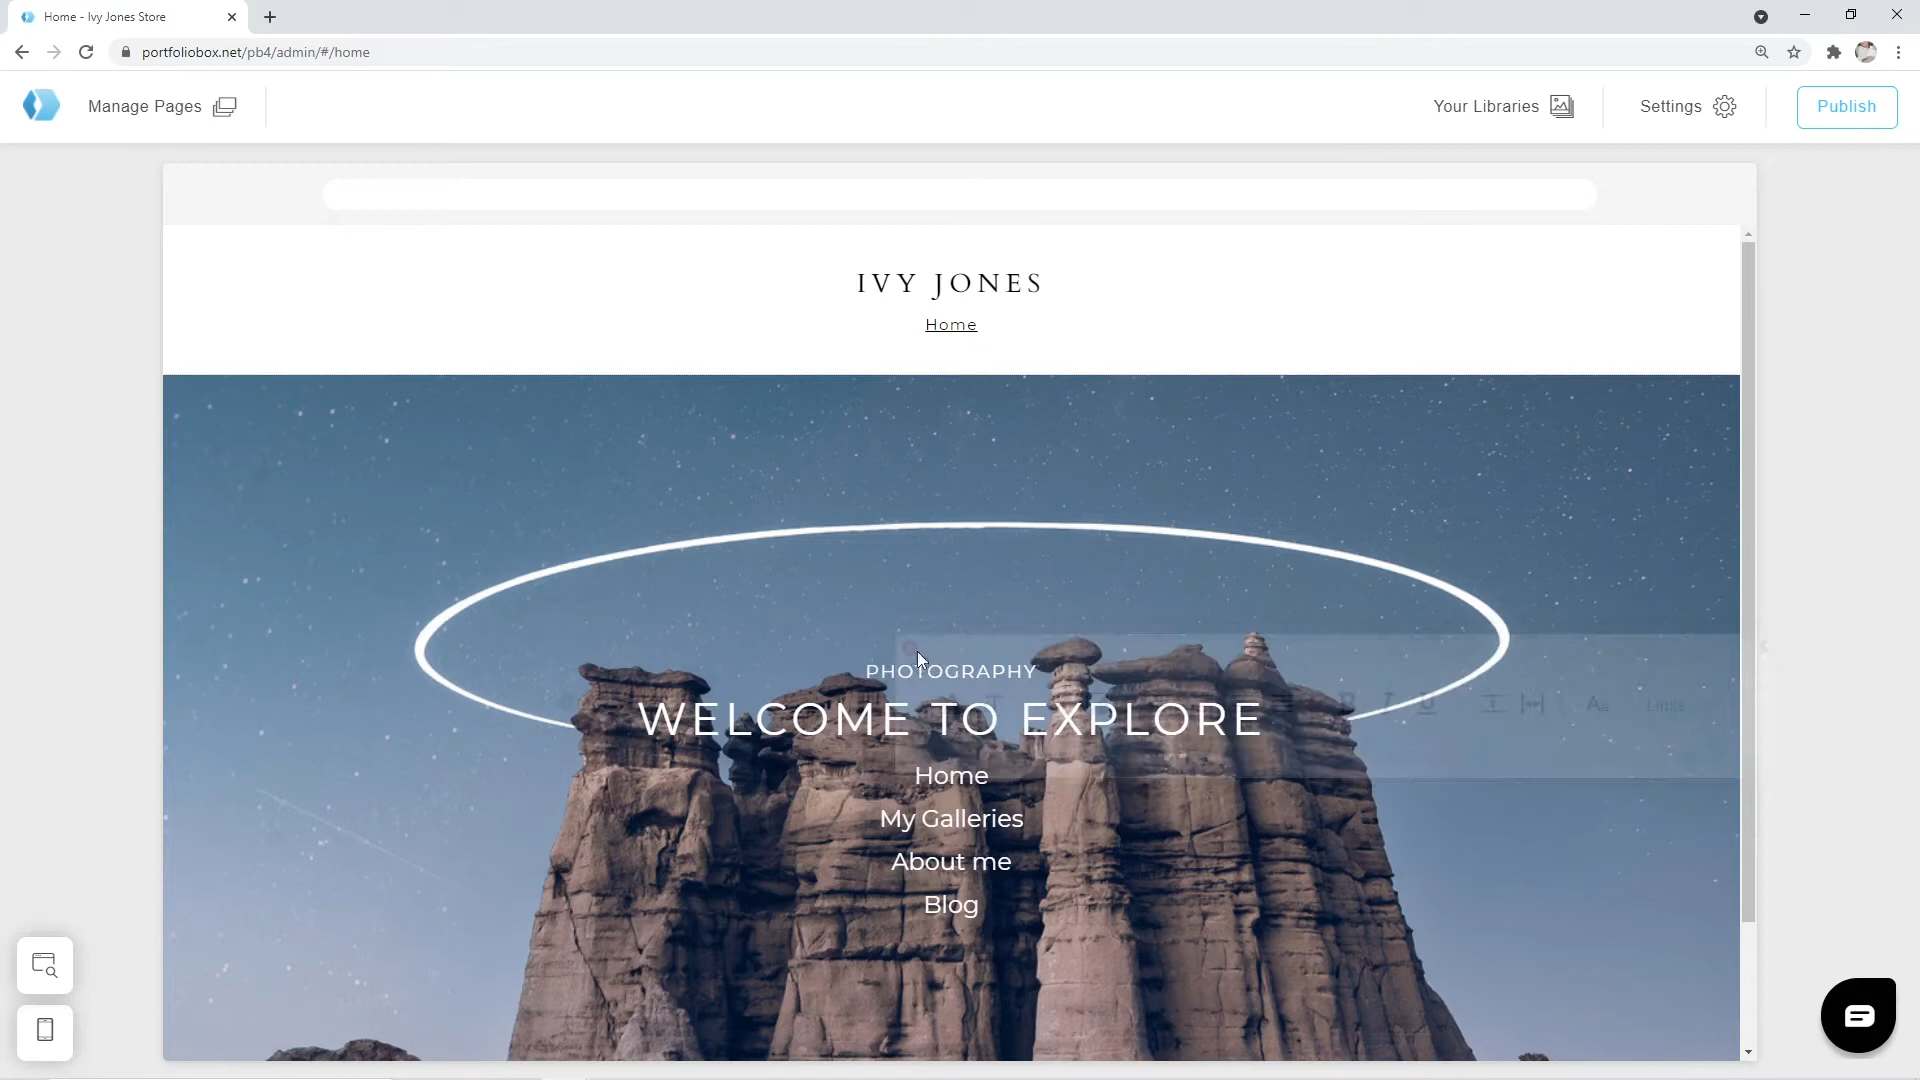 Home - Ivy Jones Store
portfoliobox.net/pb4/admin/#/home
Manage Pages
Your Libraries
Settings
Publish
IVY JONES
Home
PHOTOGRAPHY
WELCOME TO EXPLORE
Home
My Galleries
About me
Blog